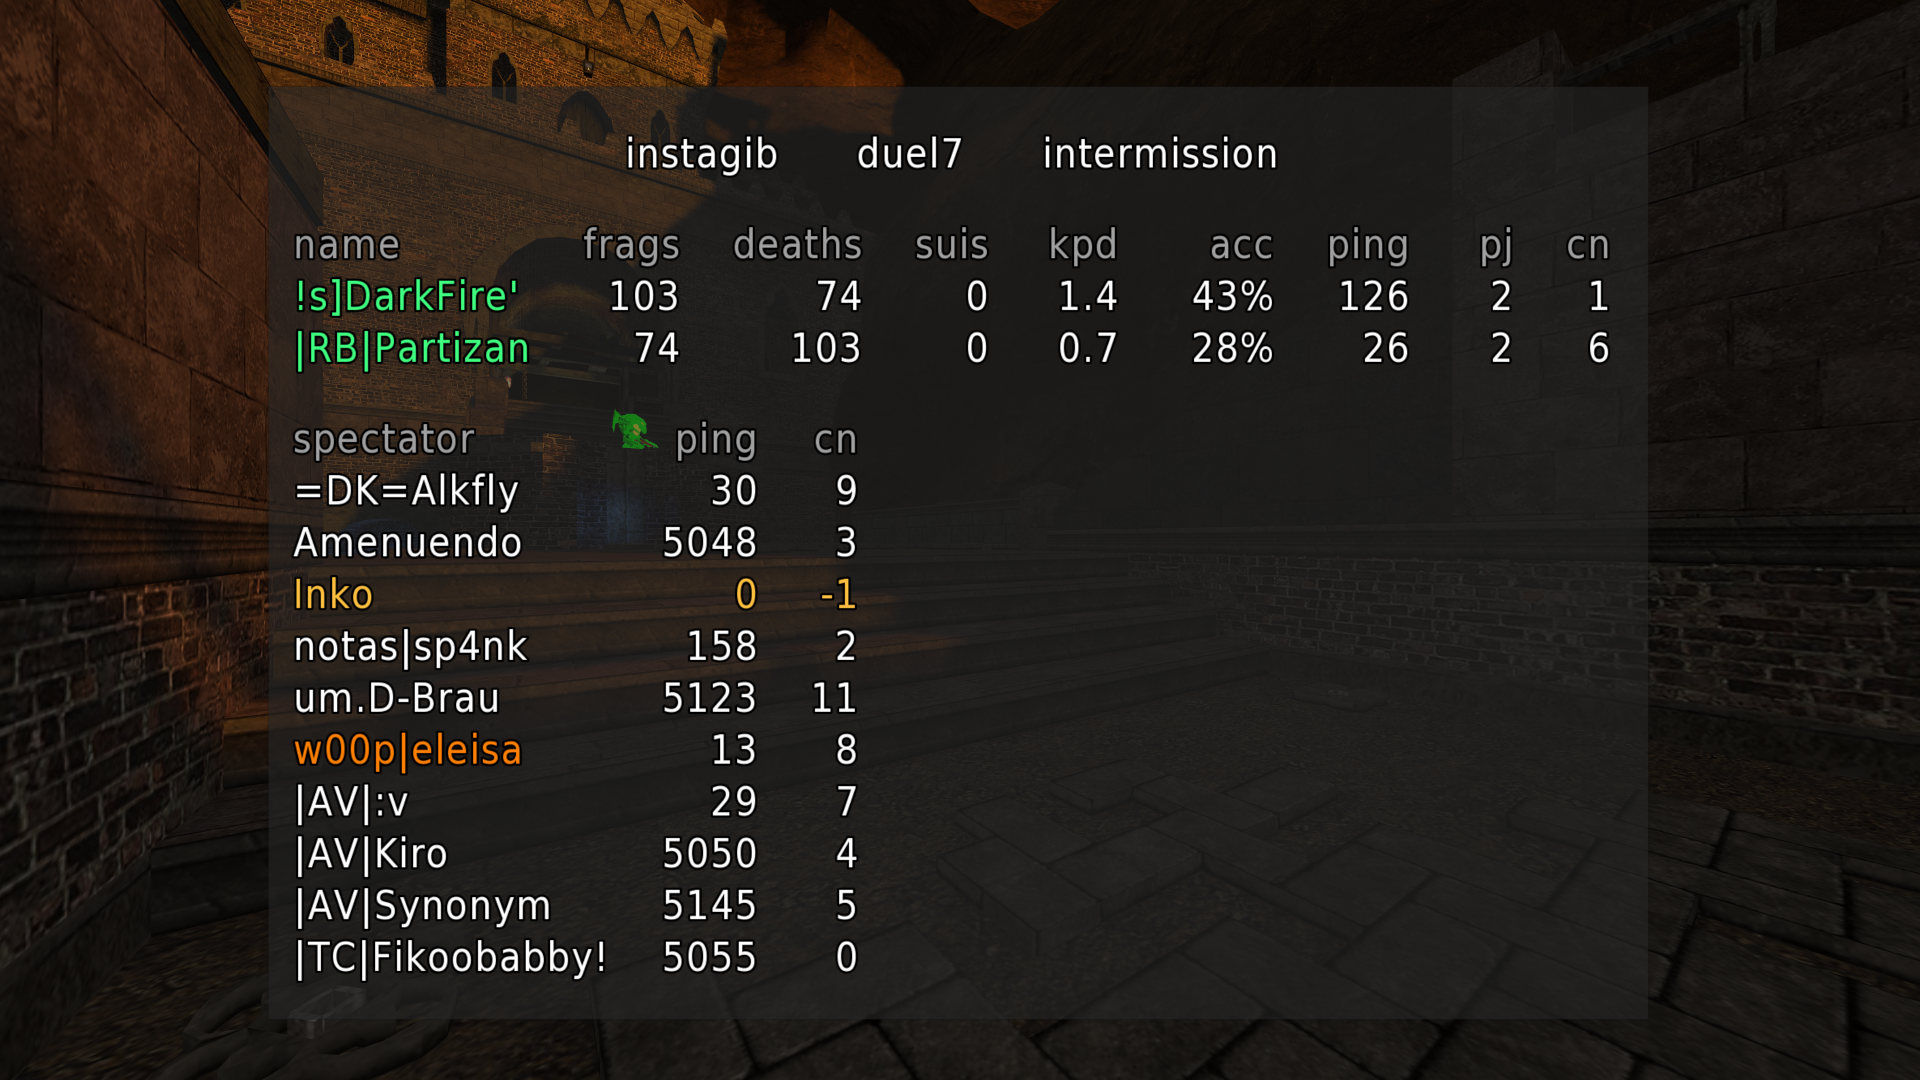 instagib duel7 intermission
name frags deaths suis kpd acc ping pj cn
!s]DarkFire' 103 74 0 1.4 43% 126 2 1
|RB|Partizan 74 103 0 0.7 28% 26 2 6
spectator ping cn
=DK=Alkfly 30 9
Amenuendo 5048 3
Inko 0 -1
notas|sp4nk 158 2
um.D-Brau 5123 11
w00p|eleisa 13 8
|AV|:v 29 7
|AV|Kiro 5050 4
|AV|Synonym 5145 5
|TC|Fikoobabby! 5055 0